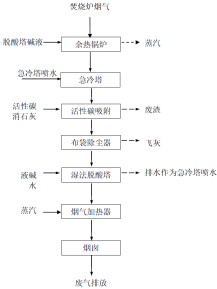 焚烧炉烟气
脱酸塔碱液
余热锅炉
蒸汽
急冷塔喷水
急冷塔
活性碳
消石灰
活性碳吸附
废渣
布袋除尘器
飞灰
液碱
水
湿法脱酸塔
排水作为急冷塔喷水
蒸汽
烟气加热器
烟囱
废气排放